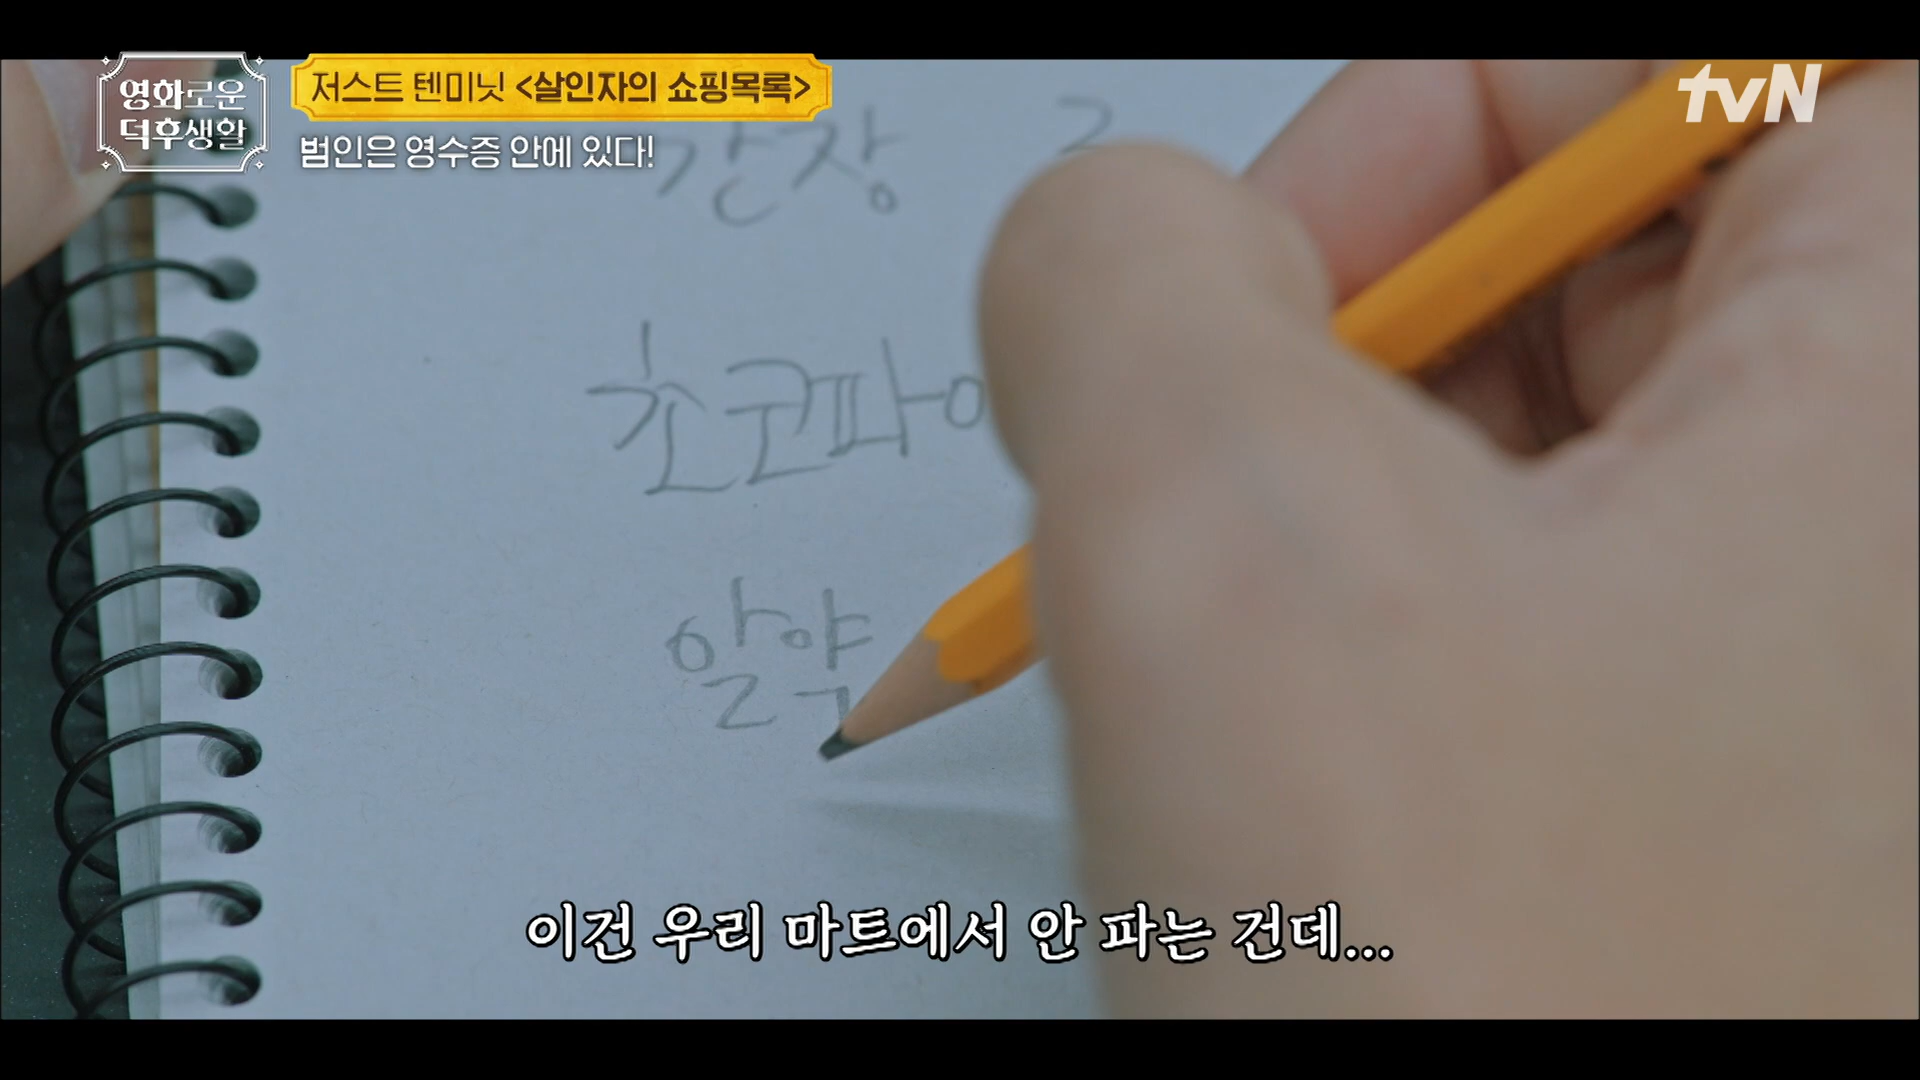 영화로운
덕후생활
저스트 텐미닛 <살인자의 쇼핑목록>
범인은 영수증 안에 있다!
tvN
간장 2
초코파이
알약
이건 우리 마트에서 안 파는 건데...